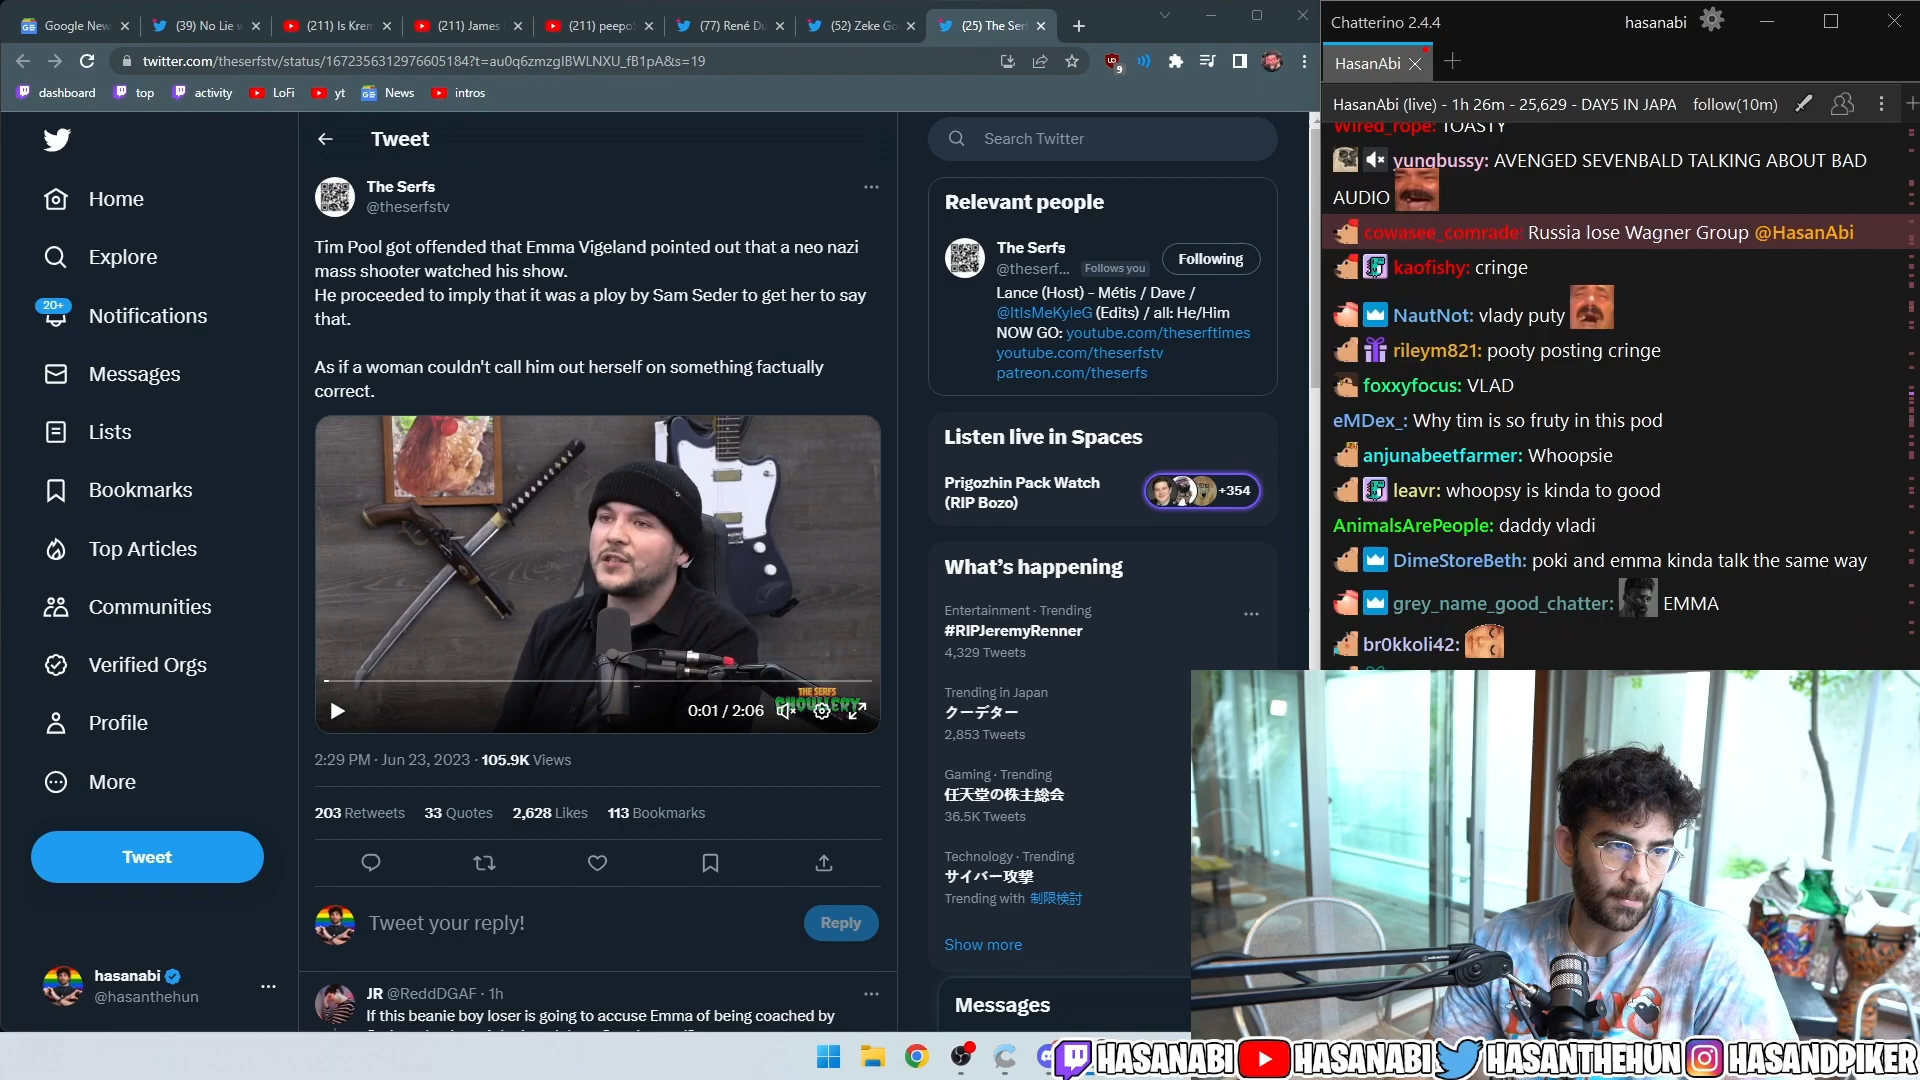 Google New
(39) No Lie w
(211) Is Krem
(211) James
(211) peepo
(77) René Du
(52) Zeke Go
(25) The Ser
twitter.com/theserfstv/status/1672356312976605184?t=au0q6zmzglBWLNXU_fB1pA&s=19
9
dashboard
top
activity
LoFi
yt
News
intros
Home
Explore
20+
Notifications
Messages
Lists
Bookmarks
Top Articles
Communities
Verified Orgs
Profile
More
Tweet
hasanabi
@hasanthehun
Tweet
The Serfs
@theserfstv
Tim Pool got offended that Emma Vigeland pointed out that a neo nazi
mass shooter watched his show.
He proceeded to imply that it was a ploy by Sam Seder to get her to say
that.
As if a woman couldn't call him out herself on something factually
correct.
THE SERFS
0:01 / 2:06
2:29 PM · Jun 23, 2023 · 105.9K Views
203 Retweets 33 Quotes 2,628 Likes 113 Bookmarks
Tweet your reply!
Reply
JR @ReddDGAF · 1h
If this beanie boy loser is going to accuse Emma of being coached by
Search Twitter
Relevant people
The Serfs
@theserf...
Follows you
Following
Lance (Host) - Métis / Dave /
@ItIsMeKyleG (Edits) / all: He/Him
NOW GO: youtube.com/theserftimes
youtube.com/theserfstv
patreon.com/theserfs
Listen live in Spaces
Prigozhin Pack Watch
(RIP Bozo)
+354
What's happening
Entertainment · Trending
#RIPJeremyRenner
4,329 Tweets
Trending in Japan
クーデター
2,853 Tweets
Gaming · Trending
任天堂の株主総会
36.5K Tweets
Technology · Trending
サイバー攻撃
Trending with 制限検討
Show more
Messages
Chatterino 2.4.4
hasanabi
HasanAbi
HasanAbi (live) - 1h 26m - 25,629 - DAY5 IN JAPA
follow(10m)
Wired_rope: TOASTY
yungbussy: AVENGED SEVENBALD TALKING ABOUT BAD
AUDIO
cowasee_comrade: Russia lose Wagner Group @HasanAbi
kaofishy: cringe
NautNot: vlady puty
rileym821: pooty posting cringe
foxxyfocus: VLAD
eMDex_: Why tim is so fruty in this pod
anjunabeetfarmer: Whoopsie
leavr: whoopsy is kinda to good
AnimalsArePeople: daddy vladi
DimeStoreBeth: poki and emma kinda talk the same way
grey_name_good_chatter: EMMA
br0kkoli42:
HASANABI
HASANABI
HASANTHEHUN
HASANDPIKER